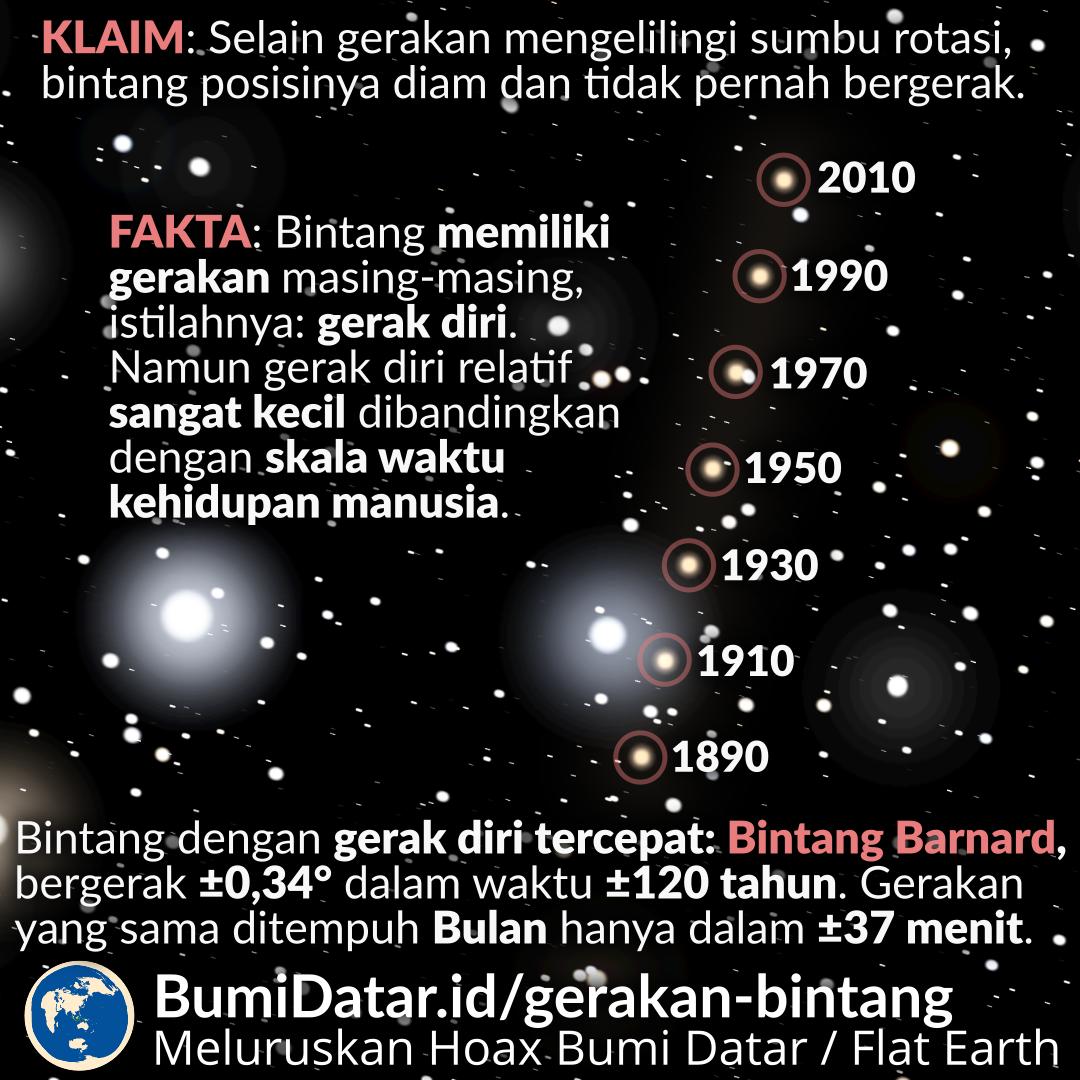 KLAIM: Selain gerakan mengelilingi sumbu rotasi,
bintang posisinya diam dan tidak pernah bergerak.
2010
FAKTA: Bintang memiliki
gerakan masing-masing,
istilahnya: gerak diri.
Namun gerak diri relatif
sangat kecil dibandingkan
dengan skala waktu
kehidupan manusia.
1990
1970
1950
1930
1910
1890
Bintang dengan gerak diri tercepat: Bintang Barnard,
bergerak ±0,34° dalam waktu ±120 tahun. Gerakan
yang sama ditempuh Bulan hanya dalam ±37 menit.
BumiDatar.id/gerakan-bintang
Meluruskan Hoax Bumi Datar / Flat Earth